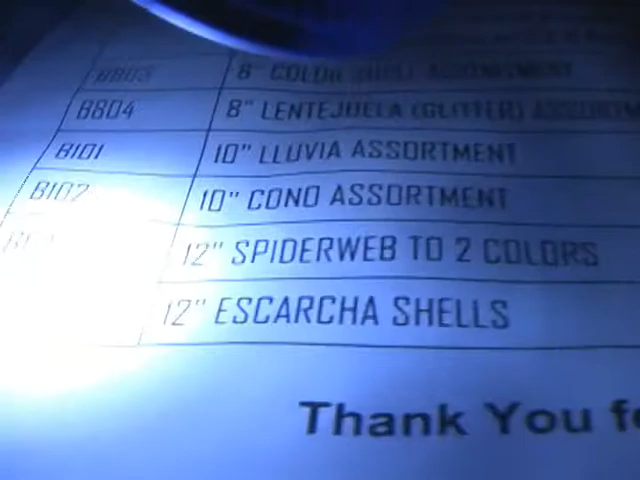 8" COLOR
B804 8" LENTEJUELA (GLITTER)
B101 10" LLUVIA ASSORTMENT
B102 10" CONO ASSORTMENT
12" SPIDERWEB TO 2 COLORS
12" ESCARCHA SHELLS
Thank You